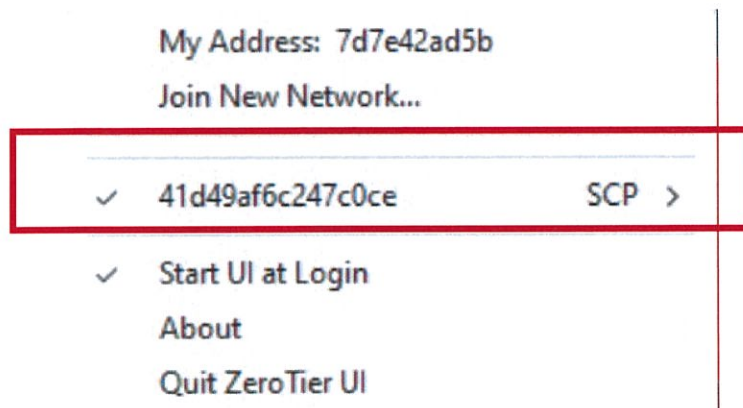 My Address: 7d7e42ad5b
Join New Network...
41d49af6c247c0ce SCP >
Start UI at Login
About
Quit ZeroTier UI